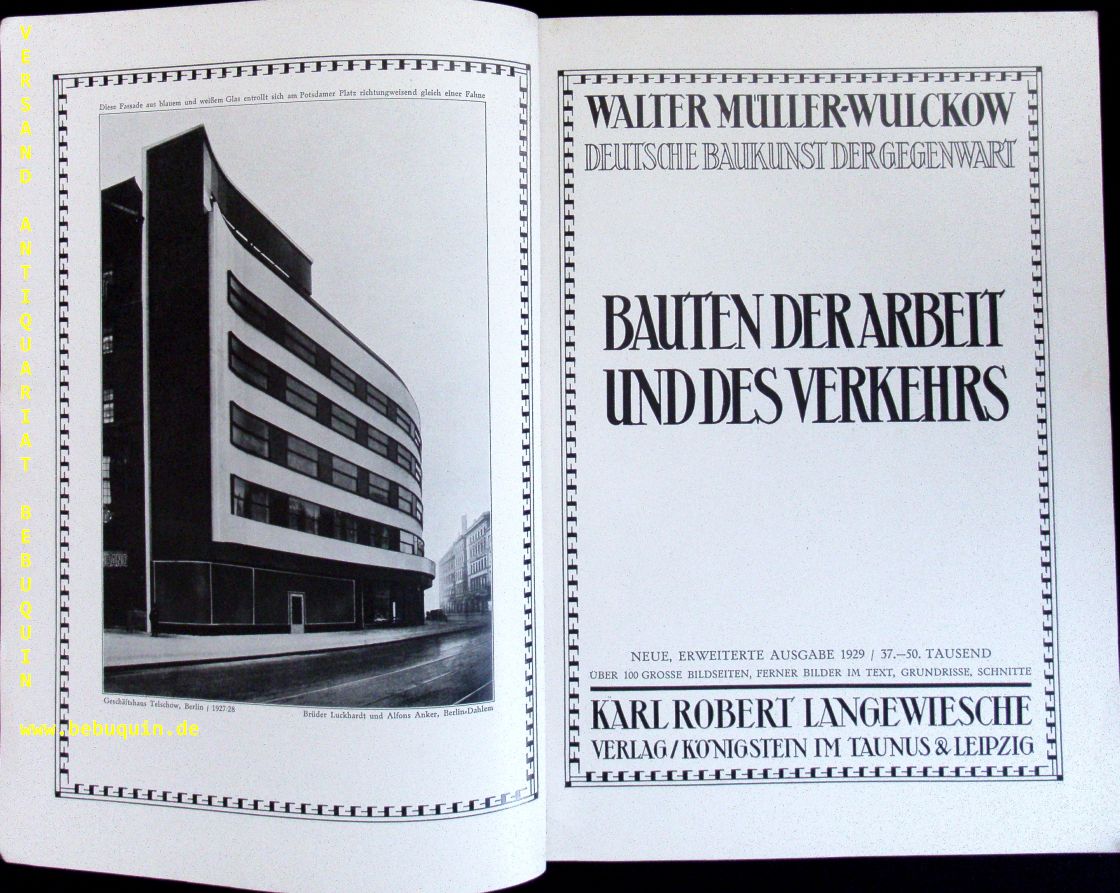 VERSAND ANTIQUARIAT BEBUQUIN
www.bebuquin.de
Diese Fassade aus blauem und weißem Glas entrollt sich am Potsdamer Platz richtungweisend gleich einer Fahne
Geschäftshaus Telschow, Berlin / 1927/28
Brüder Luckhardt und Alfons Anker, Berlin-Dahlem
WALTER MÜLLER-WULCKOW
DEUTSCHE BAUKUNST DER GEGENWART
BAUTEN DER ARBEIT
UND DES VERKEHRS
NEUE, ERWEITERTE AUSGABE 1929 / 37.—50. TAUSEND
ÜBER 100 GROSSE BILDSEITEN, FERNER BILDER IM TEXT, GRUNDRISSE, SCHNITTE
KARL ROBERT LANGEWIESCHE
VERLAG / KÖNIGSTEIN IM TAUNUS & LEIPZIG